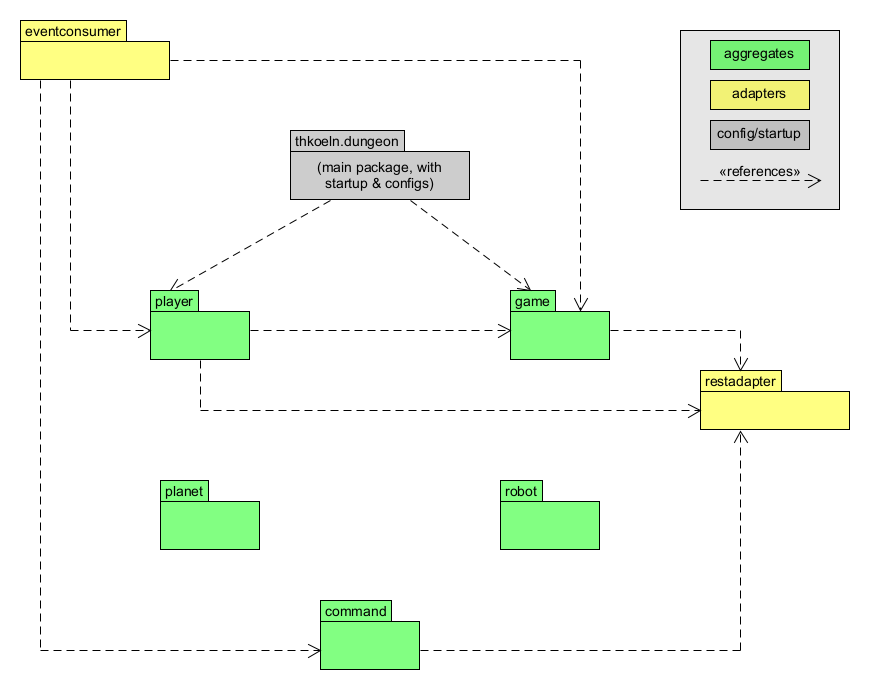 eventconsumer
aggregates
adapters
config/startup
«references»
thkoeln.dungeon
(main package, with
startup & configs)
player
game
restadapter
planet
robot
command